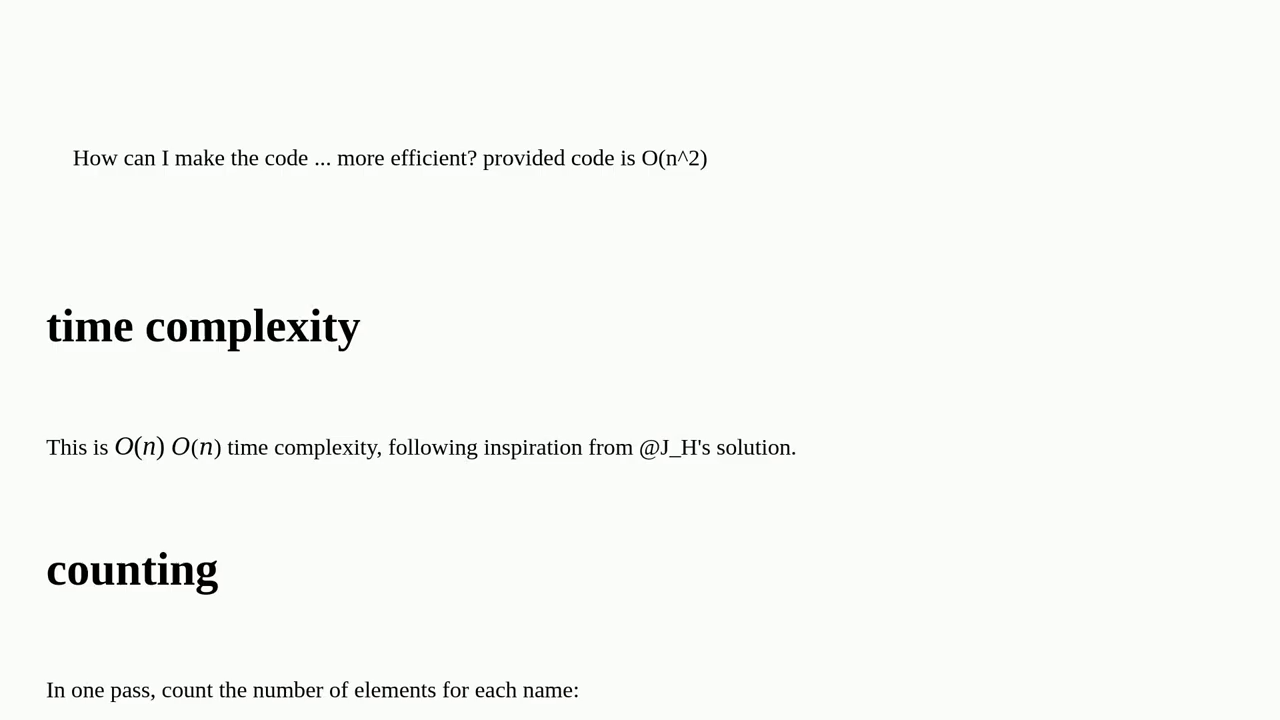 How can I make the code ... more efficient? provided code is O(n^2)
time complexity
This is O(n) O(n) time complexity, following inspiration from @J_H's solution.
counting
In one pass, count the number of elements for each name: